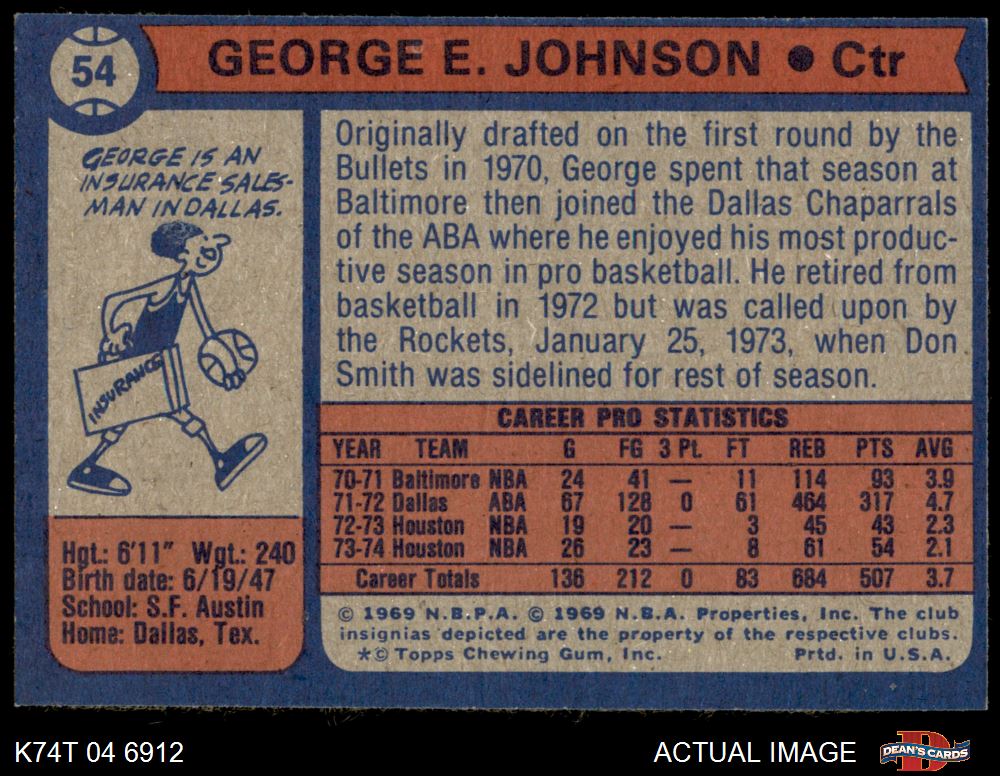 54
GEORGE E. JOHNSON ● Ctr
GEORGE IS AN
INSURANCE SALES-
MAN IN DALLAS.
INSURANCE
Hgt.: 6'11" Wgt.: 240
Birth date: 6/19/47
School: S.F. Austin
Home: Dallas, Tex.
Originally drafted on the first round by the
Bullets in 1970, George spent that season at
Baltimore then joined the Dallas Chaparrals
of the ABA where he enjoyed his most produc-
tive season in pro basketball. He retired from
basketball in 1972 but was called upon by
the Rockets, January 25, 1973, when Don
Smith was sidelined for rest of season.
CAREER PRO STATISTICS
YEAR TEAM G FG 3 Pt. FT REB PTS AVG
70-71 Baltimore NBA 24 41 — 11 114 93 3.9
71-72 Dallas ABA 67 128 0 61 464 317 4.7
72-73 Houston NBA 19 20 — 3 45 43 2.3
73-74 Houston NBA 26 23 — 8 61 54 2.1
Career Totals 136 212 0 83 684 507 3.7
© 1969 N.B.P.A. © 1969 N.B.A. Properties, Inc. The club
insignias depicted are the property of the respective clubs.
*© Topps Chewing Gum, Inc. Prtd. in U.S.A.
K74T 04 6912
ACTUAL IMAGE
D
DEAN'S CARDS